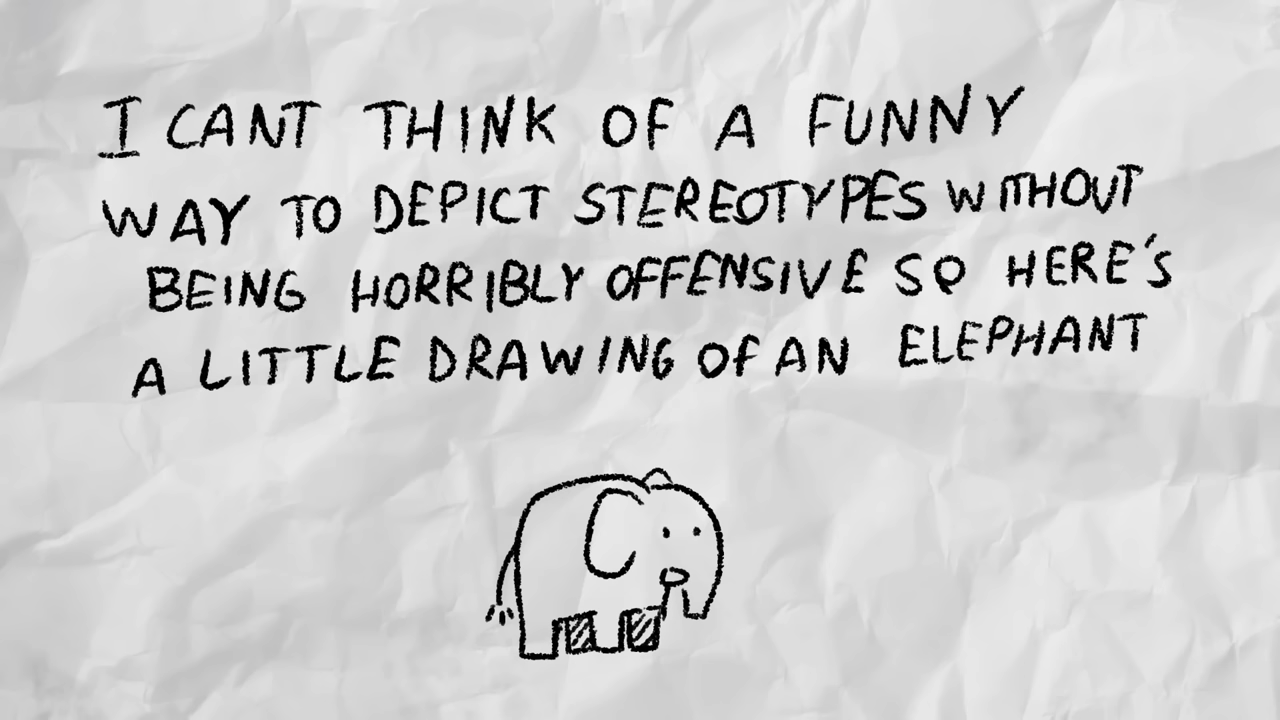 I CANT THINK OF A FUNNY
WAY TO DEPICT STEREOTYPES WITHOUT
BEING HORRIBLY OFFENSIVE SO HERE'S
A LITTLE DRAWING OF AN ELEPHANT